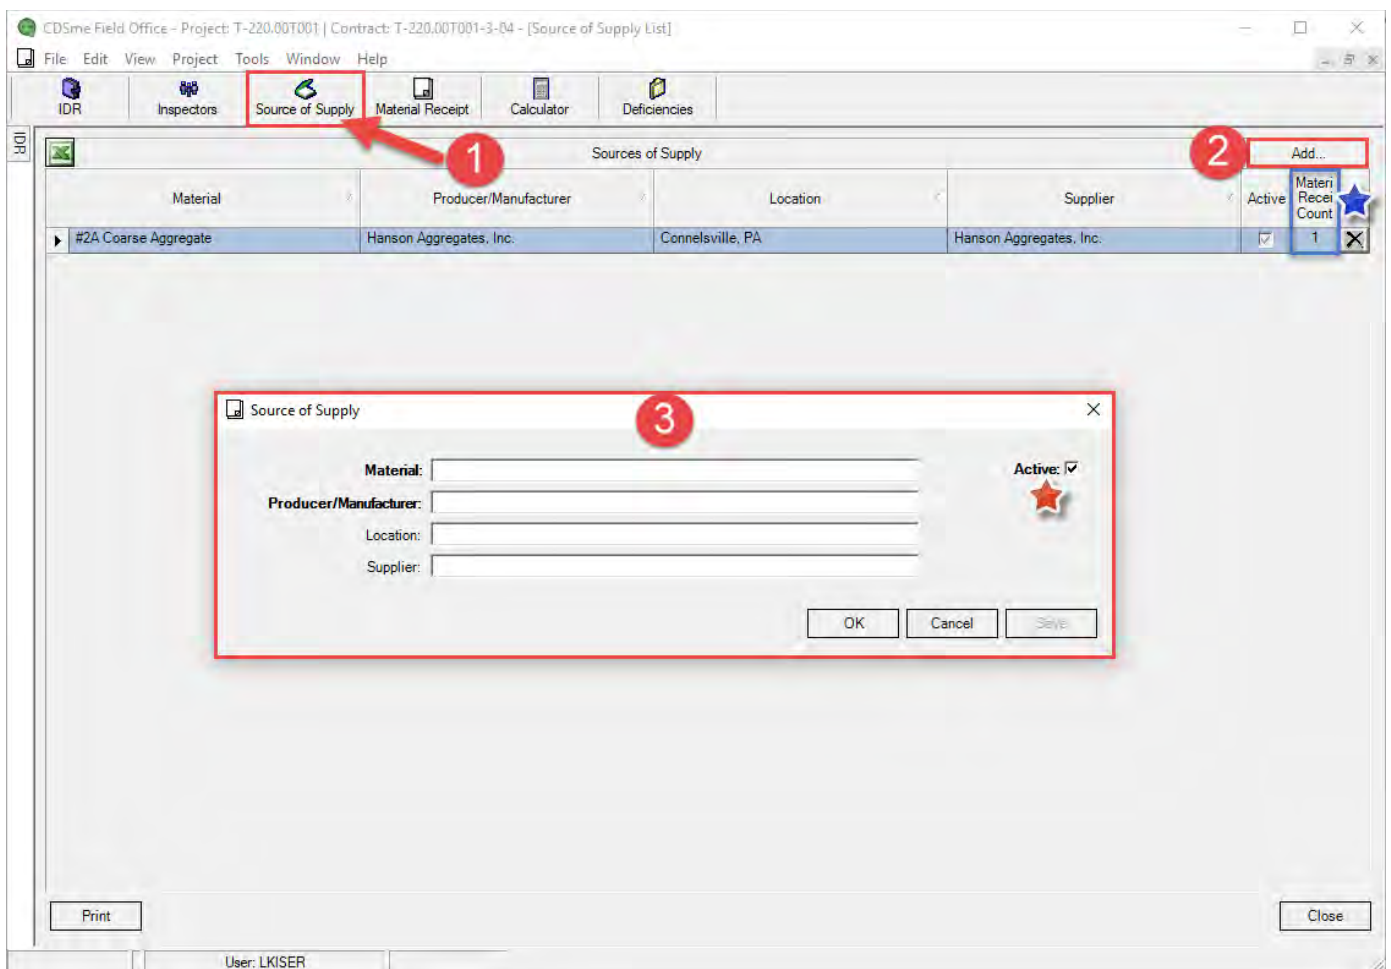 CDSme Field Office - Project: T-220.00T001 | Contract: T-220.00T001-3-04 - [Source of Supply List]
File Edit View Project Tools Window Help
IDR Inspectors Source of Supply Material Receipt Calculator Deficiencies
IDR
1
Sources of Supply
2
Add...
Material Producer/Manufacturer Location Supplier Active Materi Recei Count
#2A Coarse Aggregate Hanson Aggregates, Inc. Connelsville, PA Hanson Aggregates, Inc. 1
Source of Supply
3
Material:
Active:
Producer/Manufacturer:
Location:
Supplier:
OK Cancel Save
Print Close
User: LKISER